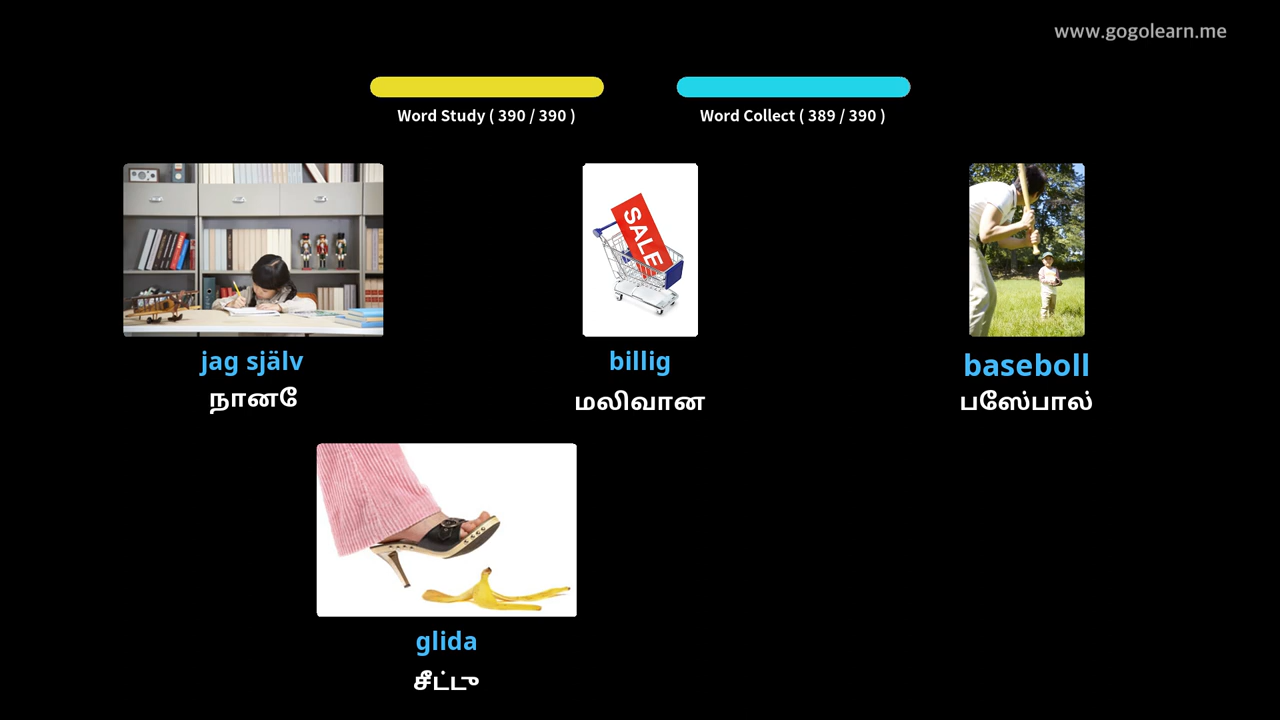 www.gogolearn.me
Word Study ( 390 / 390 )
Word Collect ( 389 / 390 )
SALE
jag själv
billig
baseboll
நானே
மலிவான
பேஸ்பால்
glida
சீட்டு